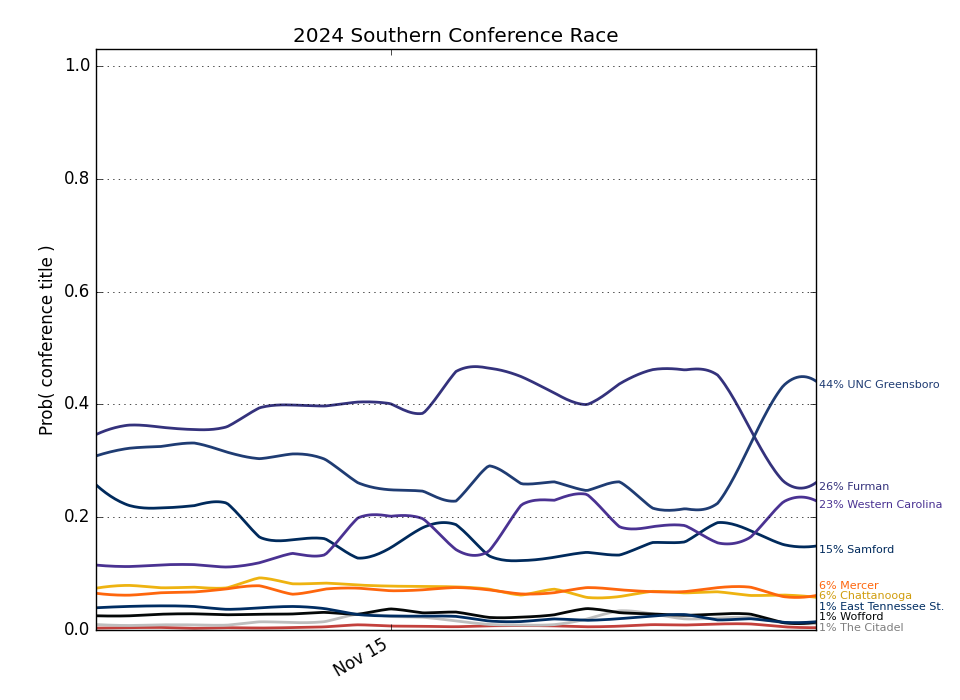 2024 Southern Conference Race
1.0
0.8
0.6
0.4
0.2
0.0
Prob( conference title )
Nov 15
44% UNC Greensboro
26% Furman
23% Western Carolina
15% Samford
6% Mercer
6% Chattanooga
1% East Tennessee St.
1% Wofford
1% The Citadel